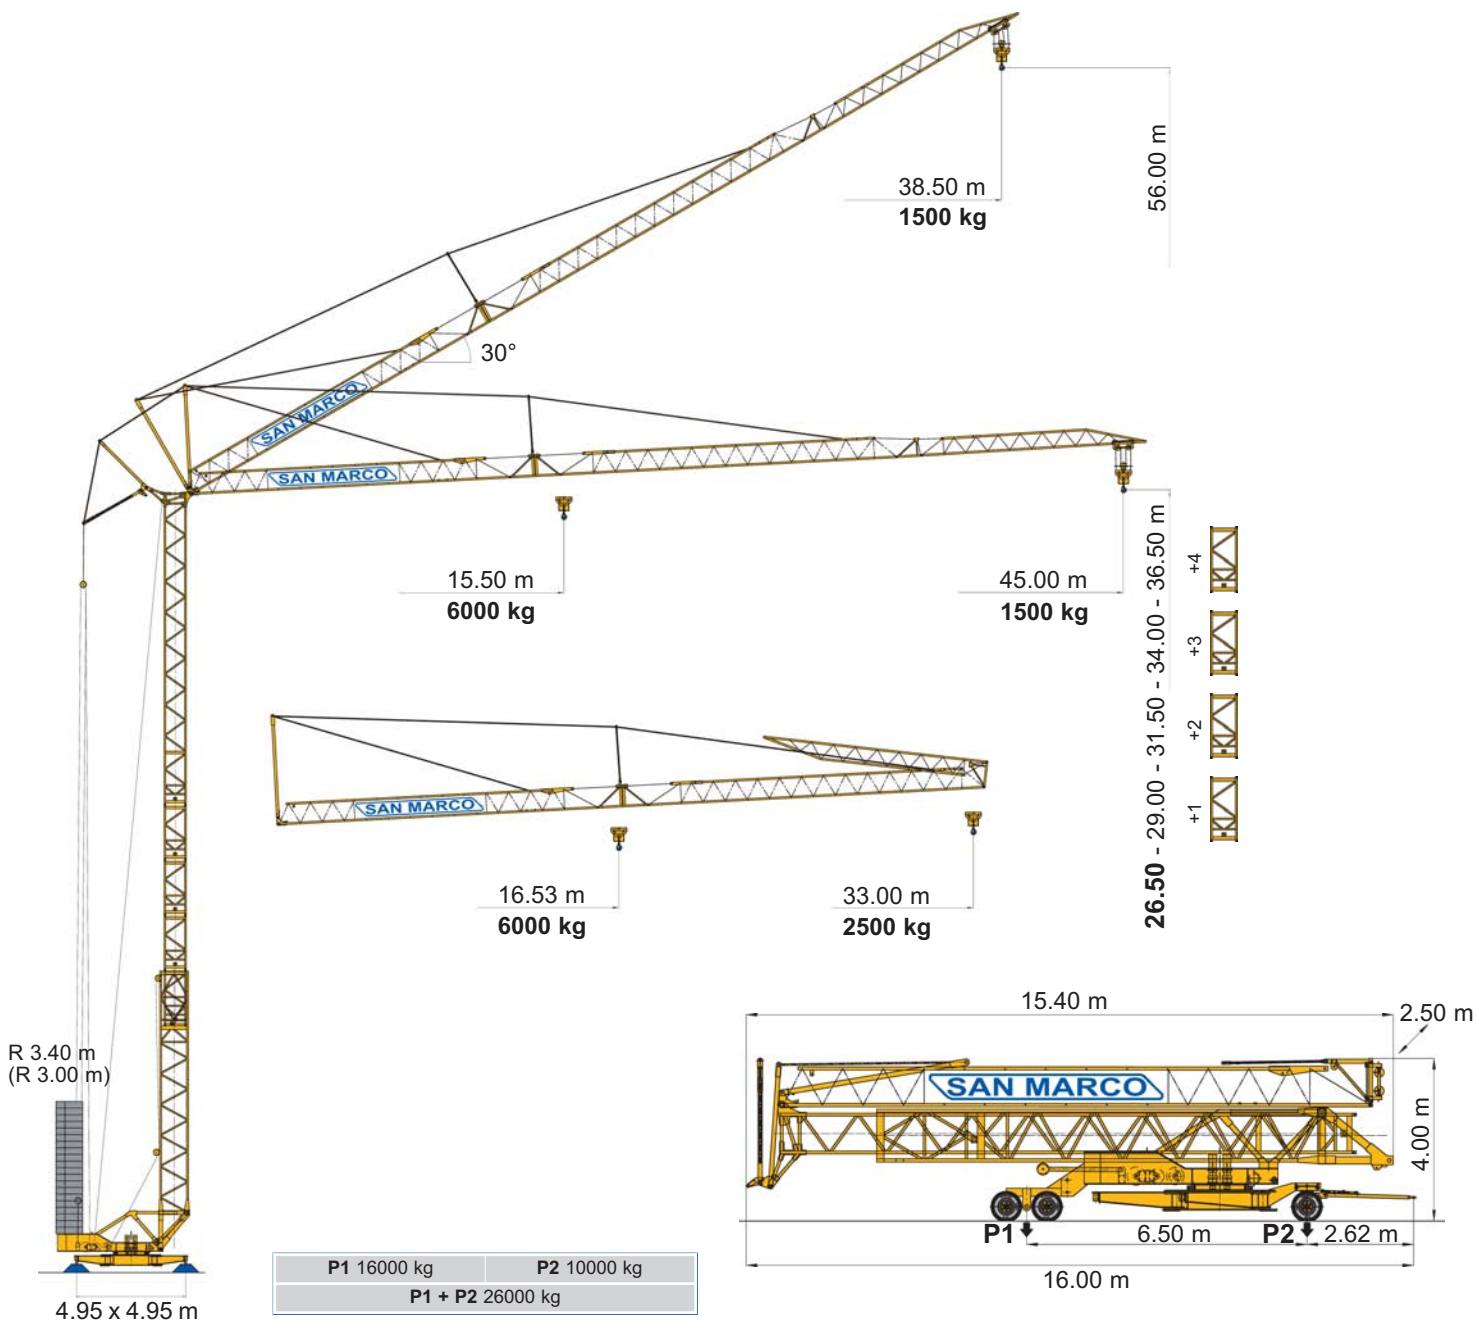 56.00 m
38.50 m
1500 kg
30°
SAN MARCO
SAN MARCO
15.50 m
6000 kg
45.00 m
1500 kg
26.50 - 29.00 - 31.50 - 34.00 - 36.50 m
+4
+3
+2
+1
SAN MARCO
16.53 m
6000 kg
33.00 m
2500 kg
R 3.40 m
(R 3.00 m)
4.95 x 4.95 m
15.40 m
2.50 m
SAN MARCO
4.00 m
P1
6.50 m
P2
2.62 m
16.00 m
P1 16000 kg
P2 10000 kg
P1 + P2 26000 kg